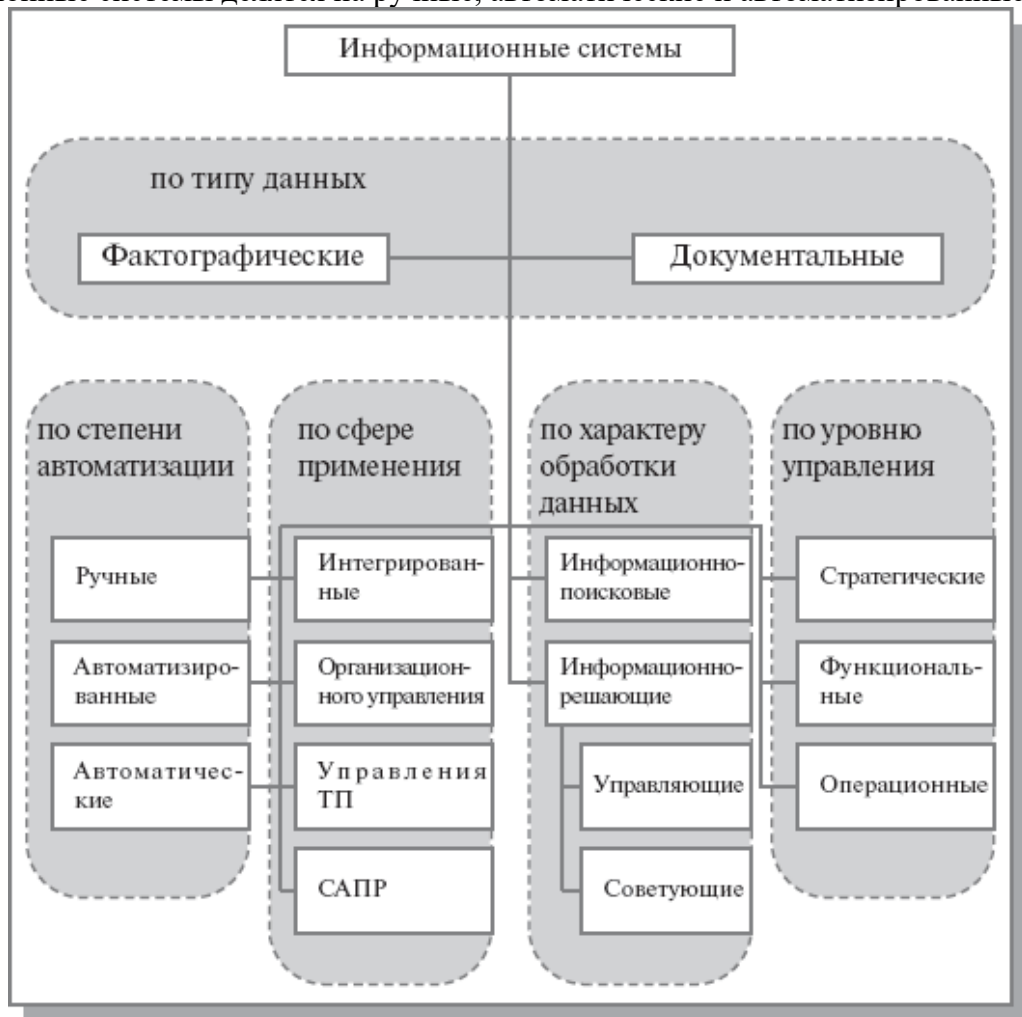 Информационные системы
по типу данных
Фактографические
Документальные
по степени
автоматизации
Ручные
Автоматизиро-
ванные
Автоматичес-
кие
по сфере
применения
Интегрирован-
ные
Организацион-
ного управления
Управления
ТП
САПР
по характеру
обработки
данных
Информационно-
поисковые
Информационно-
решающие
Управляющие
Советующие
по уровню
управления
Стратегические
Функциональ-
ные
Операционные